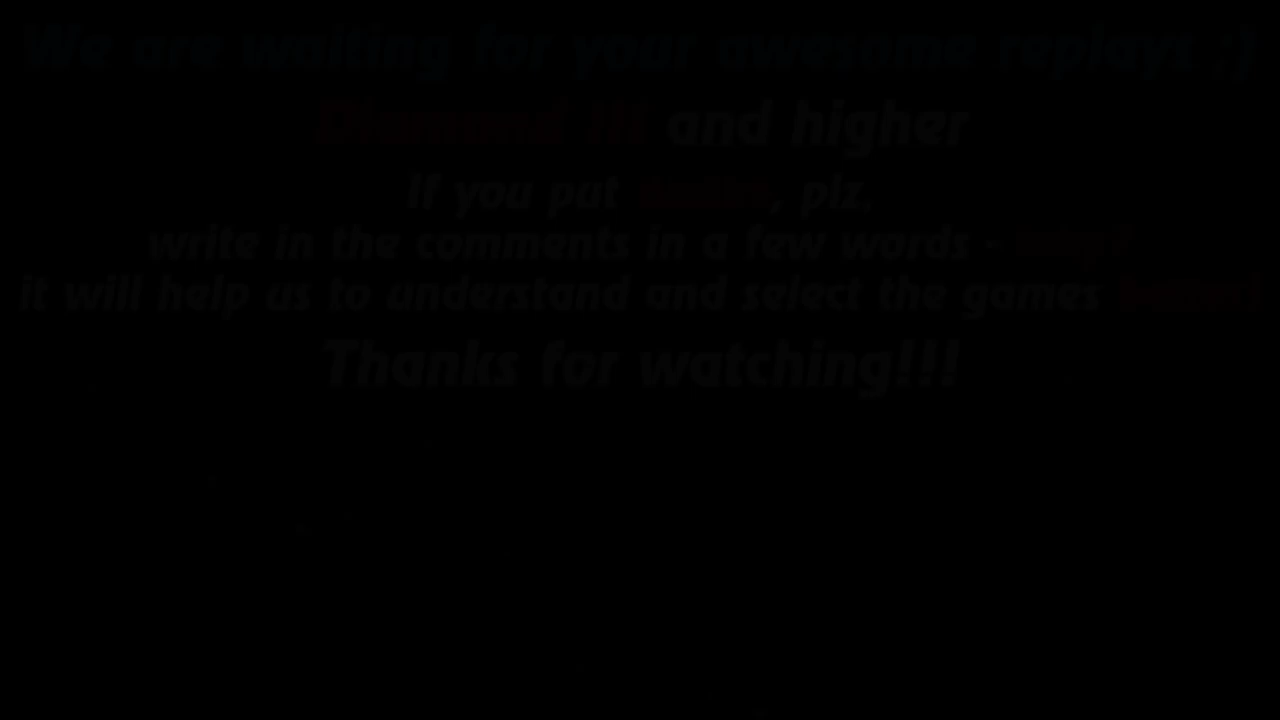 We are waiting for your awesome replays ;)
Diamond !!! and higher
If you put , plz.
write in the comments in a few words - why?
it will help us to understand and select the games
Thanks for watching!!!